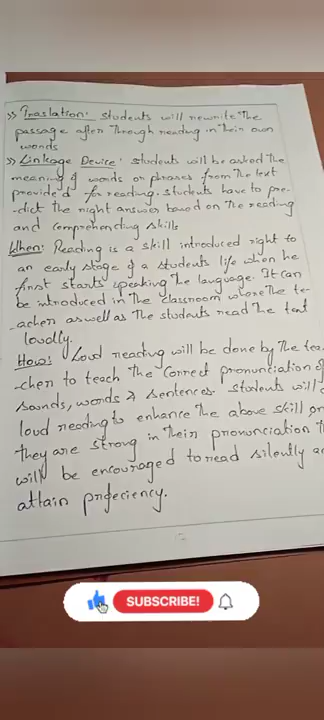 >> Traslation: students will rewrite the
passage after through reading in their own
words
>> Linkage Device: students will be asked the
meaning of words or phrases from the text
provided for reading. students have to pre-
-dict the right answer based on the reading
and comprehending skills
When: Reading is a skill introduced right to
an early stage of a students life when he
first starts speaking the language. It can
be introduced in the classroom where the te-
-acher as well as the students read the text
loudly.
How: Loud reading will be done by the tea-
-chers to teach the correct pronunciation of
sounds, words & sentences. students will
loud reading to enhance the above skill
they are strong in their pronunciation
will be encouraged to read silently
attain profeciency.
SUBSCRIBE!